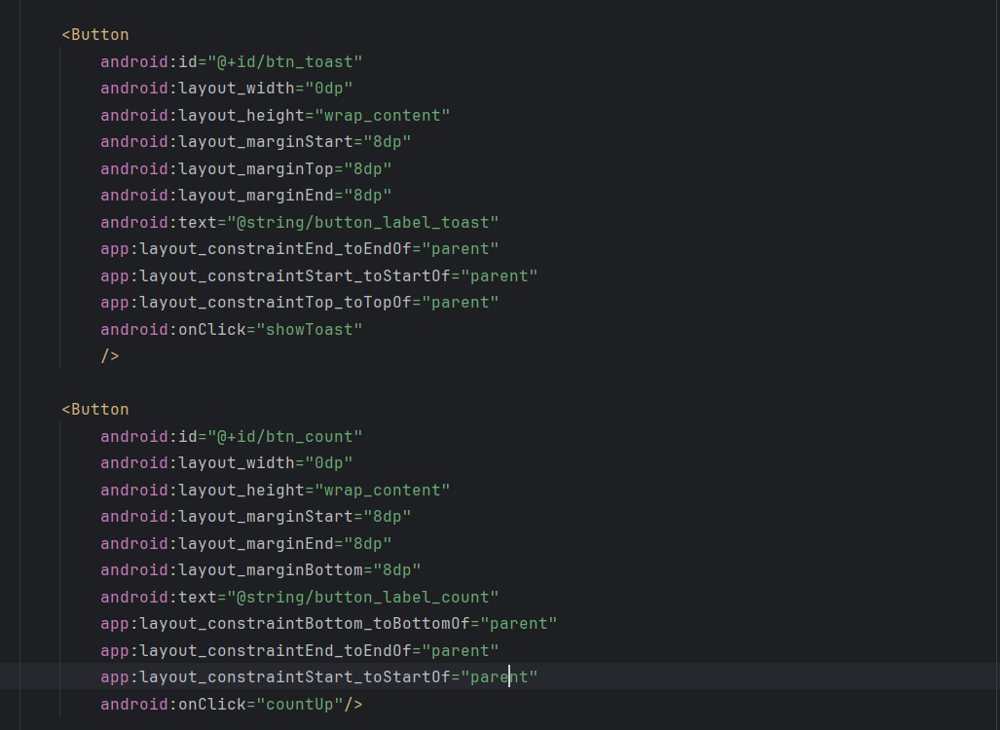 <Button
android:id="@+id/btn_toast"
android:layout_width="0dp"
android:layout_height="wrap_content"
android:layout_marginStart="8dp"
android:layout_marginTop="8dp"
android:layout_marginEnd="8dp"
android:text="@string/button_label_toast"
app:layout_constraintEnd_toEndOf="parent"
app:layout_constraintStart_toStartOf="parent"
app:layout_constraintTop_toTopOf="parent"
android:onClick="showToast"
/>
<Button
android:id="@+id/btn_count"
android:layout_width="0dp"
android:layout_height="wrap_content"
android:layout_marginStart="8dp"
android:layout_marginEnd="8dp"
android:layout_marginBottom="8dp"
android:text="@string/button_label_count"
app:layout_constraintBottom_toBottomOf="parent"
app:layout_constraintEnd_toEndOf="parent"
app:layout_constraintStart_toStartOf="parent"
android:onClick="countUp"/>